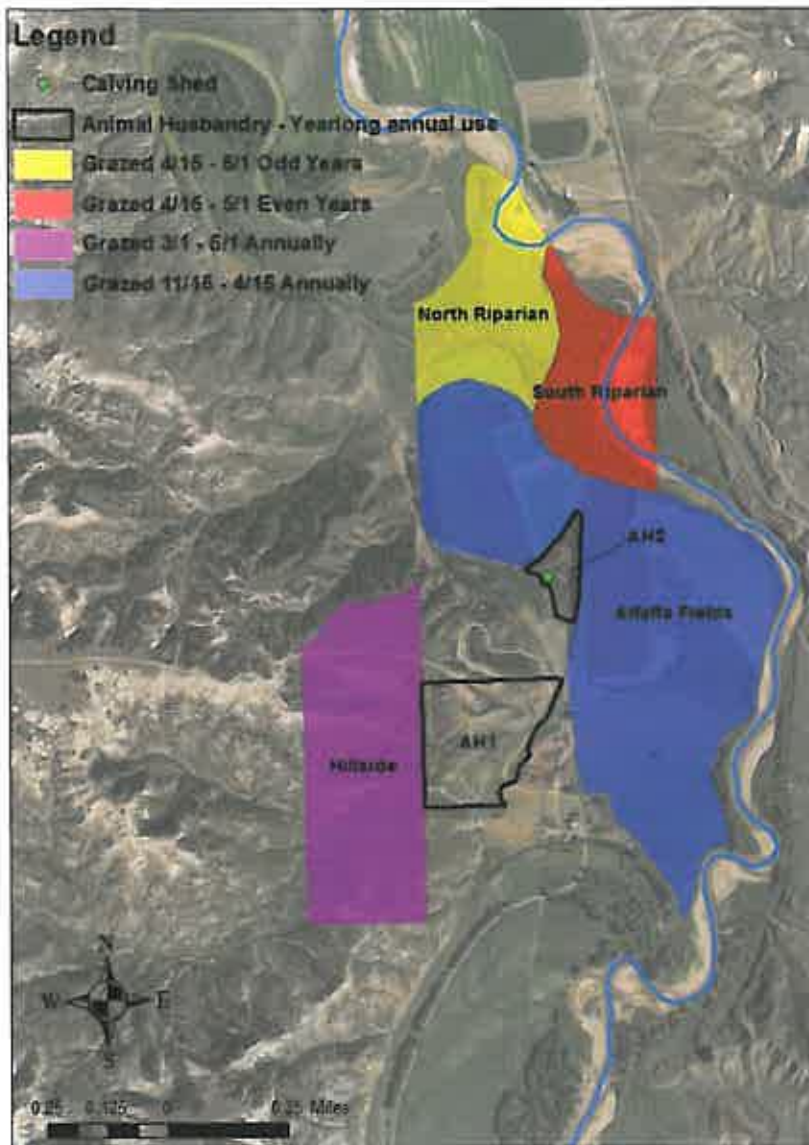 Legend
Calving Shed
Animal Husbandry - Yearlong annual use
Grazed 4/15 - 5/1 Odd Years
Grazed 4/15 - 5/1 Even Years
Grazed 3/1 - 5/1 Annually
Grazed 11/15 - 4/15 Annually
North Riparian
South Riparian
AH2
Alfalfa Fields
AH1
Hillside
N
W E
S
0.25 0.125 0 0.25 Miles